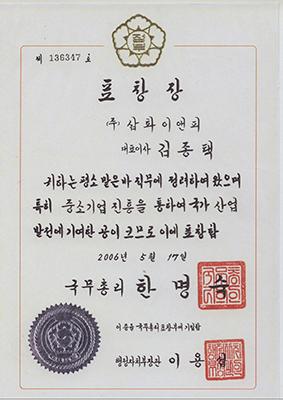 제 136347 호
표 창 장
(주) 삼화이앤피
대표이사 김종택
귀하는 평소 맡은바 직무에 정려하여 왔으며
특히 중소기업 진흥을 통하여 국가 산업
발전에 기여한 공이 크므로 이에 표창함
2006년 5월 17일
국무총리 한명숙
이 증을 국무총리표창부에 기입함
행정자치부장관 이용섭